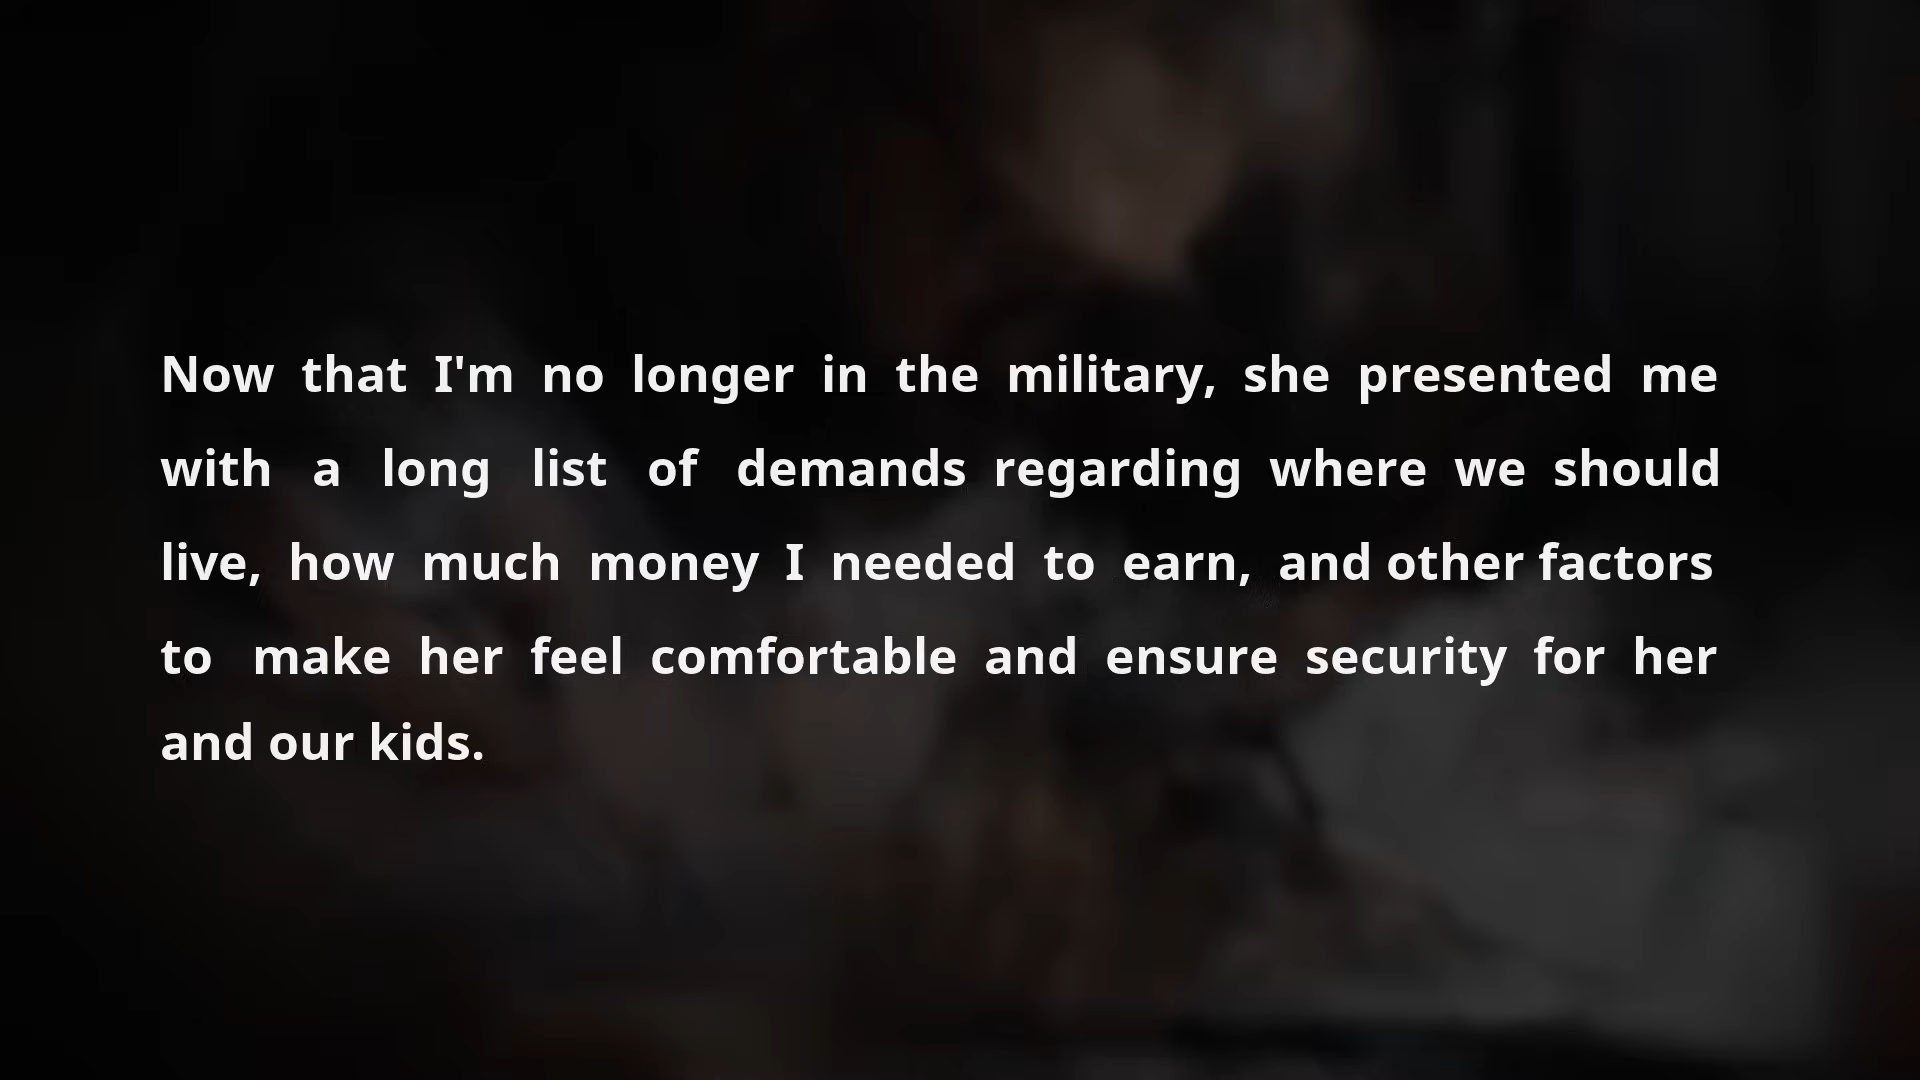 Now that I'm no longer in the military, she presented me
with a long list of demands regarding where we should
live, how much money I needed to earn, and other factors
to make her feel comfortable and ensure security for her
and our kids.